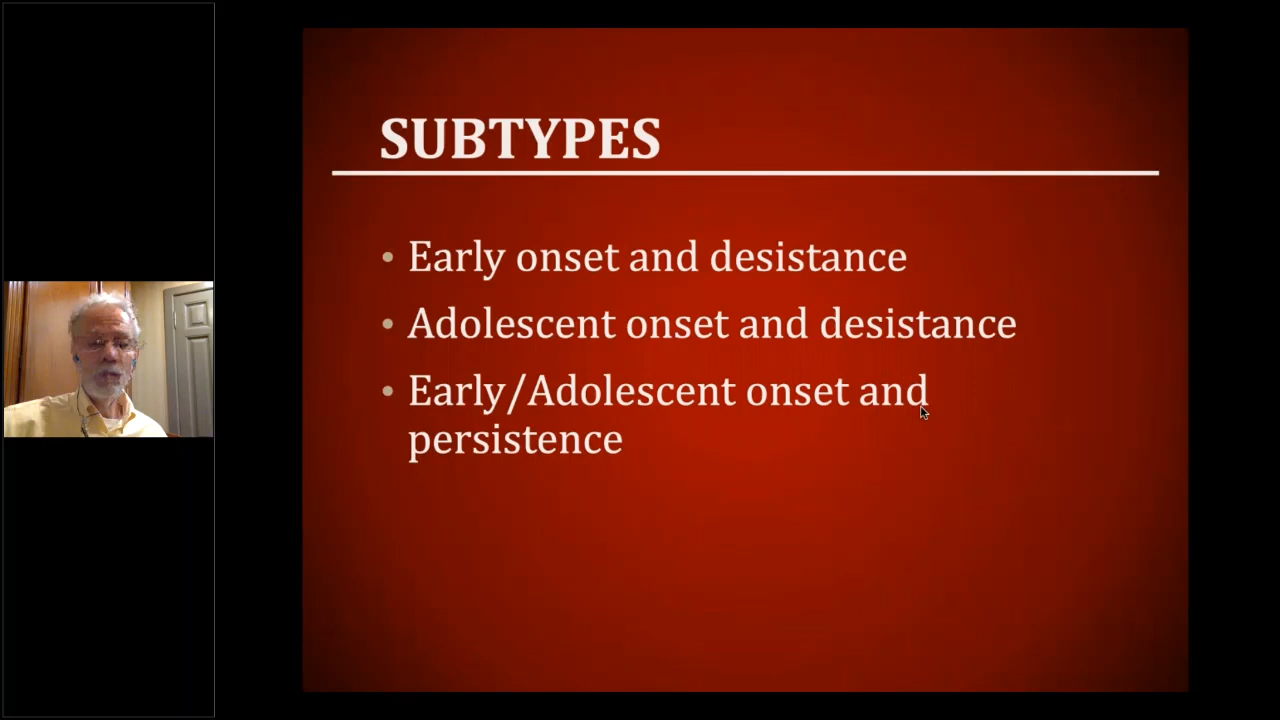 SUBTYPES
• Early onset and desistance
• Adolescent onset and desistance
• Early/Adolescent onset and
persistence